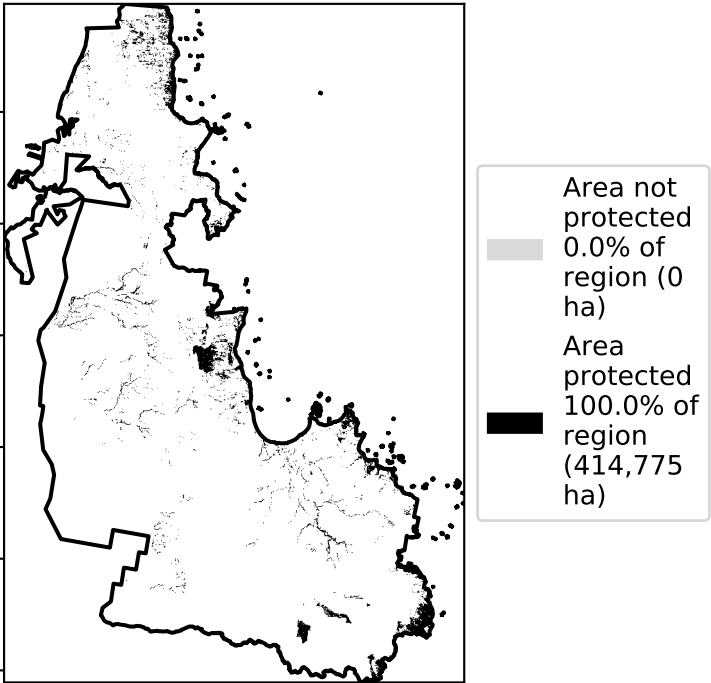 Area not
protected
0.0% of
region (0
ha)
Area
protected
100.0% of
region
(414,775
ha)